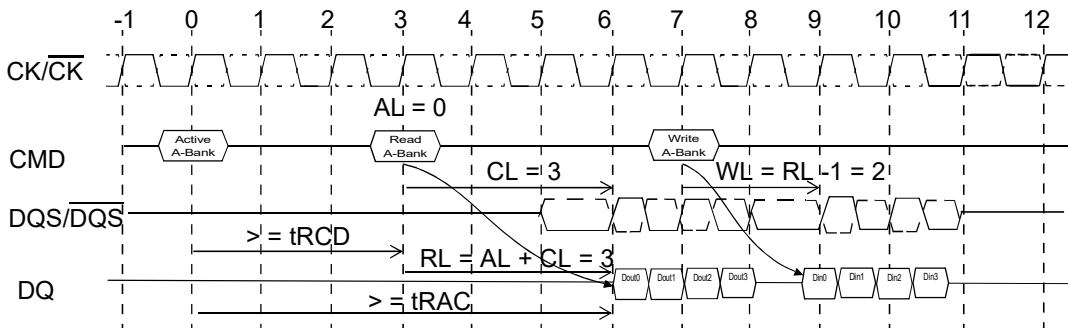 -1 0 1 2 3 4 5 6 7 8 9 10 11 12
CK/C̅K̅
AL = 0
Active
A-Bank
Read
A-Bank
Write
A-Bank
CMD
CL = 3
WL = RL -1 = 2
DQS/D̅Q̅S̅
> = tRCD
RL = AL + CL = 3
DQ
Dout0 Dout1 Dout2 Dout3
Din0 Din1 Din2 Din3
> = tRAC